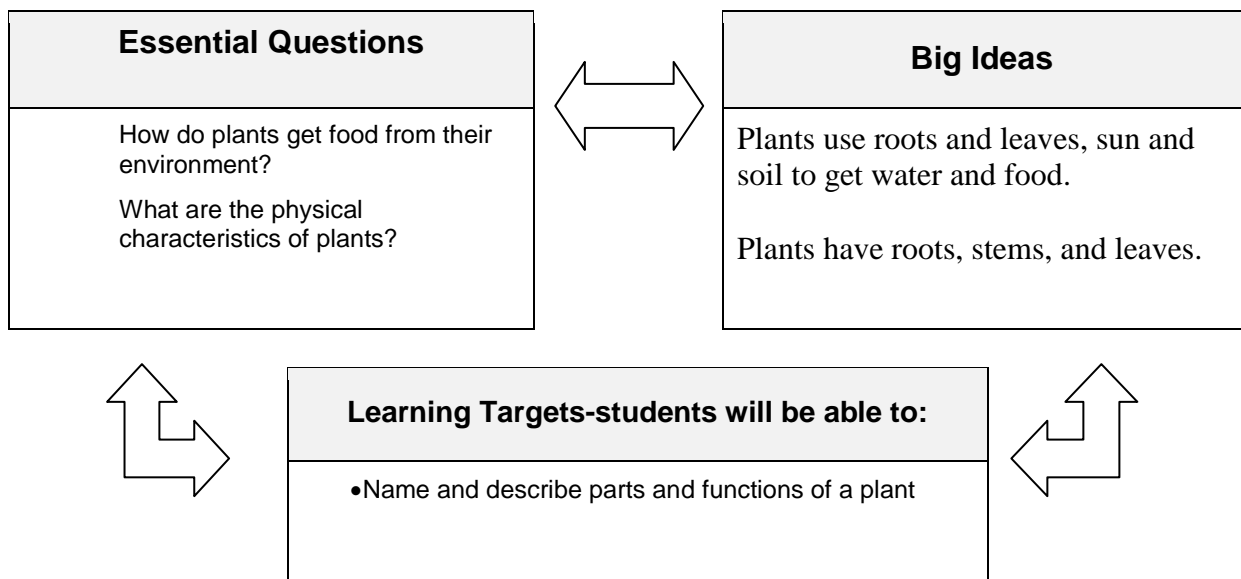 Essential Questions
How do plants get food from their
environment?
What are the physical
characteristics of plants?
Big Ideas
Plants use roots and leaves, sun and
soil to get water and food.
Plants have roots, stems, and leaves.
Learning Targets-students will be able to:
•Name and describe parts and functions of a plant